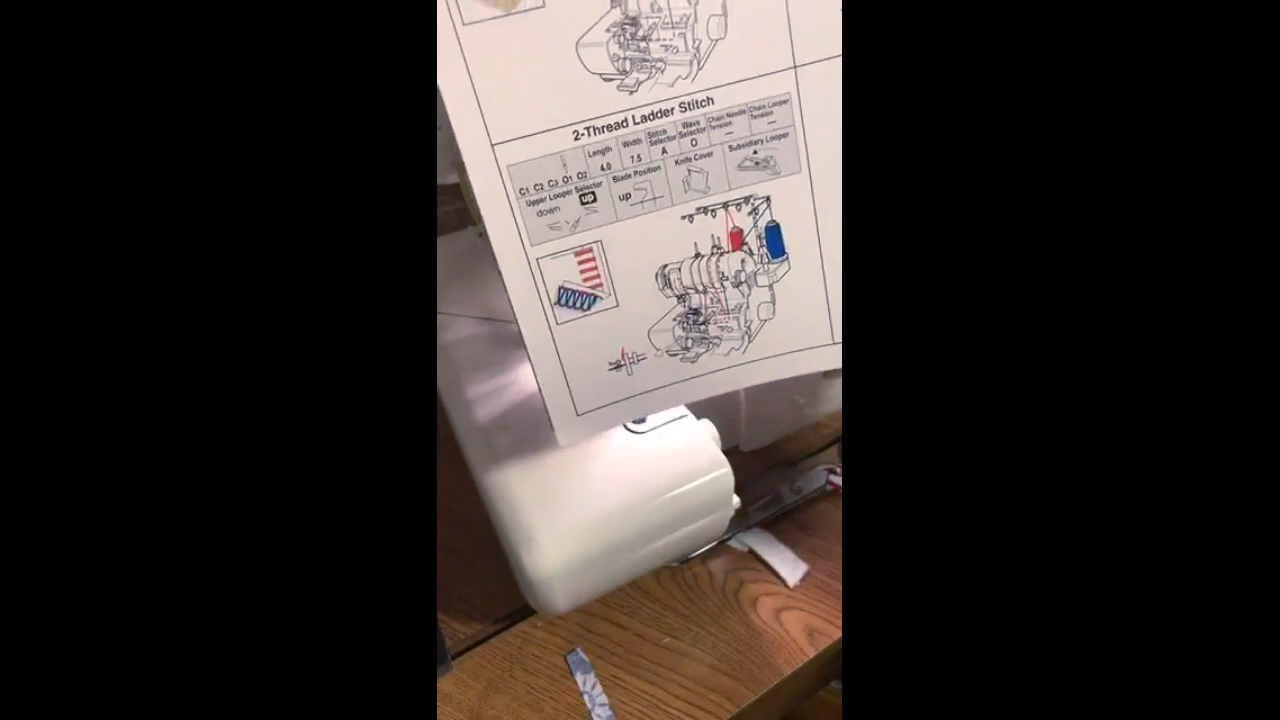 2-Thread Ladder Stitch
C1 C2 C3 O1 O2
Length
4.0
Width
7.5
Stitch
Selector
A
Wave
Selector
O
Chain Needle
Tension
—
Chain Looper
Tension
—
Upper Looper Selector
down up
Blade Position
up
Knife Cover
Subsidiary Looper